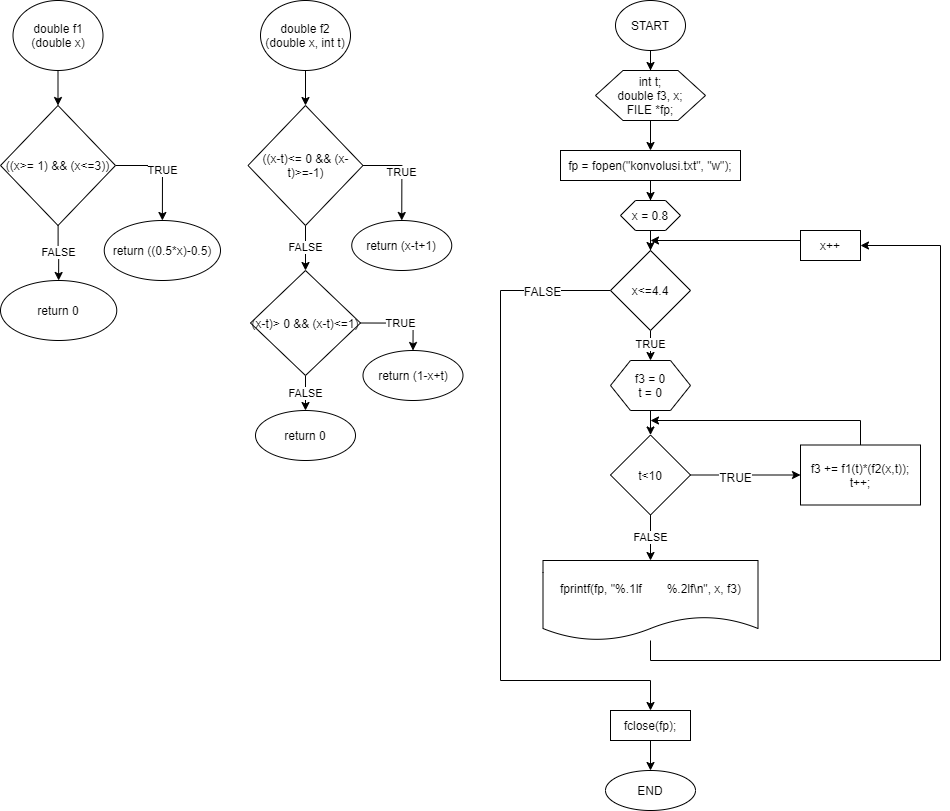 double f1
(double x)
((x>= 1) && (x<=3))
TRUE
return ((0.5*x)-0.5)
FALSE
return 0
double f2
(double x, int t)
((x-t)<= 0 && (x-
t)>=-1)
TRUE
return (x-t+1)
FALSE
(x-t)> 0 && (x-t)<=1)
TRUE
return (1-x+t)
FALSE
return 0
START
int t;
double f3, x;
FILE *fp;
fp = fopen("konvolusi.txt", "w");
x = 0.8
x++
x<=4.4
FALSE
TRUE
f3 = 0
t = 0
t<10
TRUE
f3 += f1(t)*(f2(x,t));
t++;
FALSE
fprintf(fp, "%.1lf %.2lf\n", x, f3)
fclose(fp);
END